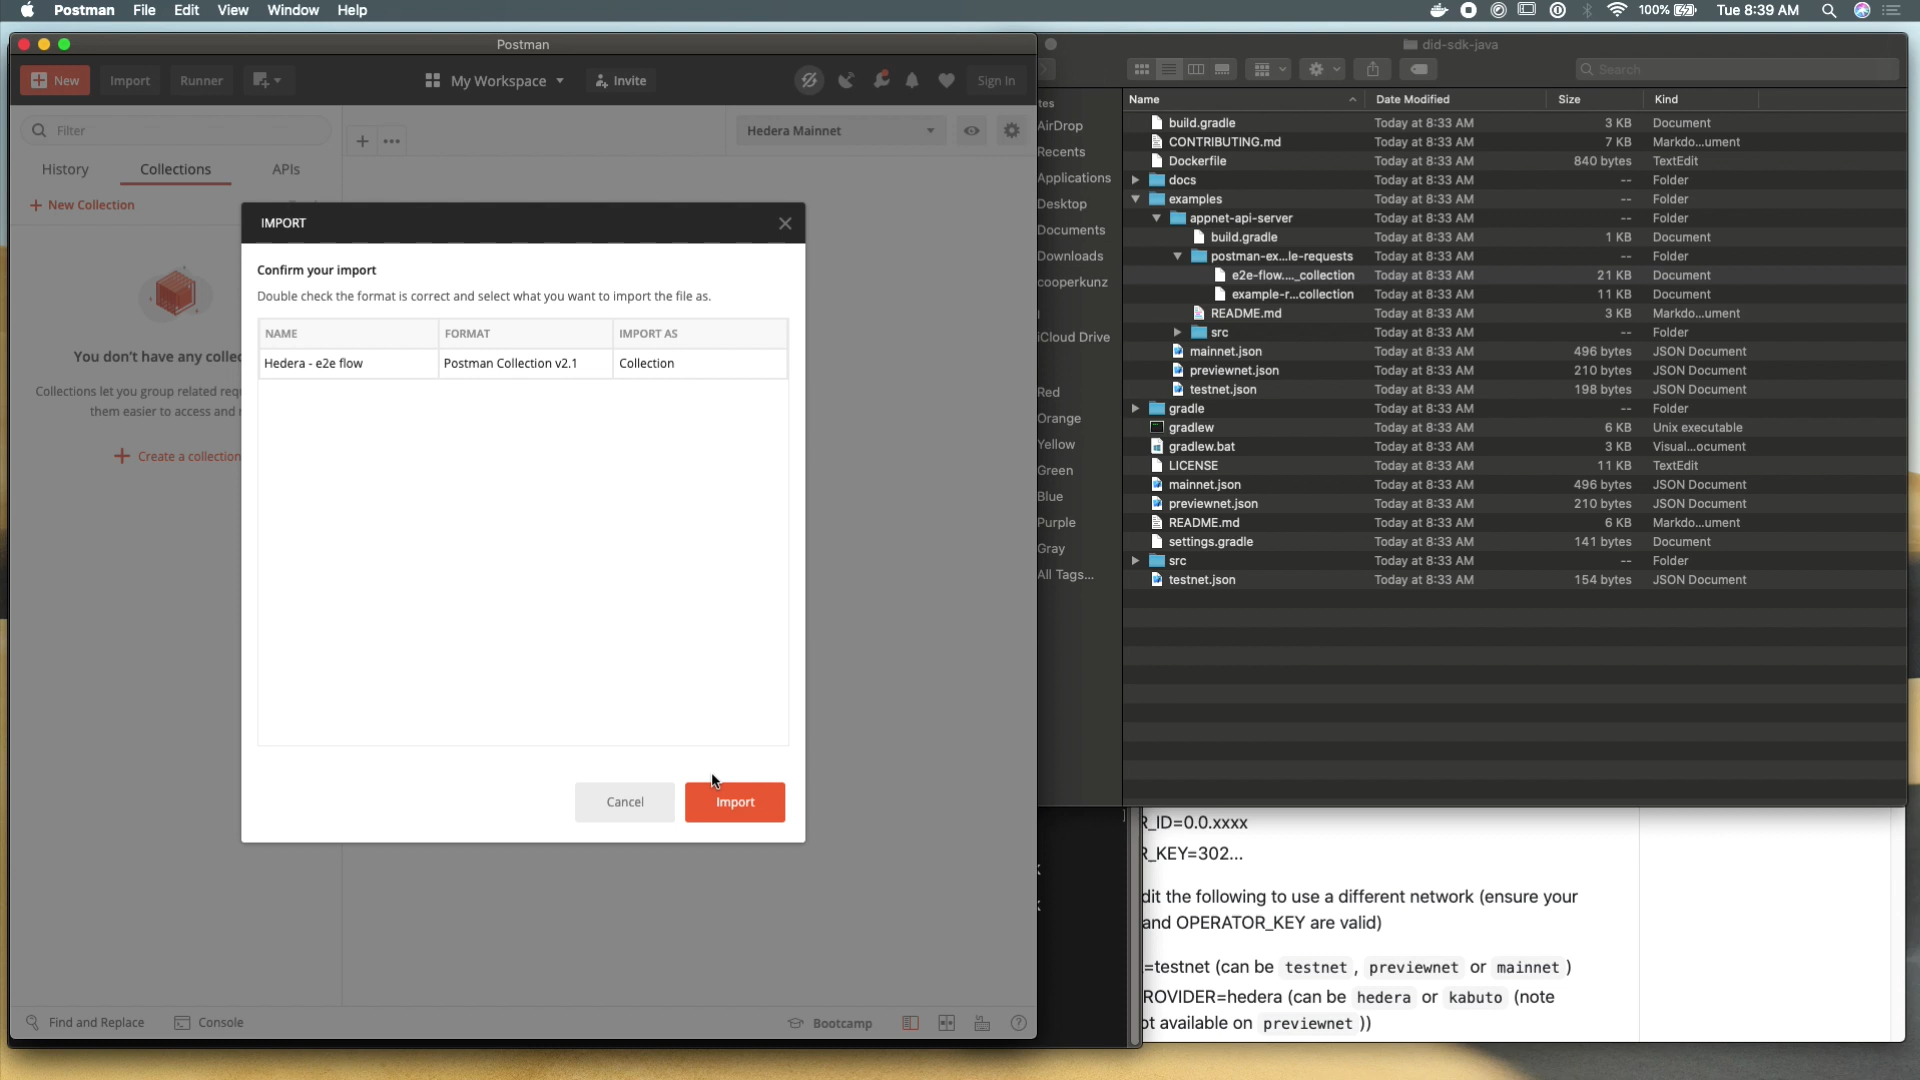 Postman File Edit View Window Help
100% Tue 8:39 AM
Postman
New Import Runner My Workspace Invite Sign In
Filter
History Collections APIs
+ New Collection
Hedera Mainnet
You don't have any collec
Collections let you group related req
them easier to access and
Create a collection
IMPORT
Confirm your import
Double check the format is correct and select what you want to import the file as.
NAME FORMAT IMPORT AS
Hedera - e2e flow Postman Collection v2.1 Collection
Cancel Import
Find and Replace Console Bootcamp
did-sdk-java
Search
tes
AirDrop
Recents
Applications
Desktop
Documents
Downloads
cooperkunz
iCloud Drive
Red
Orange
Yellow
Green
Blue
Purple
Gray
All Tags...
Name Date Modified Size Kind
build.gradle Today at 8:33 AM 3 KB Document
CONTRIBUTING.md Today at 8:33 AM 7 KB Markdo...ument
Dockerfile Today at 8:33 AM 840 bytes TextEdit
docs Today at 8:33 AM -- Folder
examples Today at 8:33 AM -- Folder
appnet-api-server Today at 8:33 AM -- Folder
build.gradle Today at 8:33 AM 1 KB Document
postman-ex...le-requests Today at 8:33 AM -- Folder
e2e-flow...._collection Today at 8:33 AM 21 KB Document
example-r...collection Today at 8:33 AM 11 KB Document
README.md Today at 8:33 AM 3 KB Markdo...ument
src Today at 8:33 AM -- Folder
mainnet.json Today at 8:33 AM 496 bytes JSON Document
previewnet.json Today at 8:33 AM 210 bytes JSON Document
testnet.json Today at 8:33 AM 198 bytes JSON Document
gradle Today at 8:33 AM -- Folder
gradlew Today at 8:33 AM 6 KB Unix executable
gradlew.bat Today at 8:33 AM 3 KB Visual...ocument
LICENSE Today at 8:33 AM 11 KB TextEdit
mainnet.json Today at 8:33 AM 496 bytes JSON Document
previewnet.json Today at 8:33 AM 210 bytes JSON Document
README.md Today at 8:33 AM 6 KB Markdo...ument
settings.gradle Today at 8:33 AM 141 bytes Document
src Today at 8:33 AM -- Folder
testnet.json Today at 8:33 AM 154 bytes JSON Document
R_ID=0.0.xxxx
R_KEY=302...
dit the following to use a different network (ensure your
and OPERATOR_KEY are valid)
=testnet (can be testnet, previewnet or mainnet )
ROVIDER=hedera (can be hedera or kabuto (note
ot available on previewnet ))